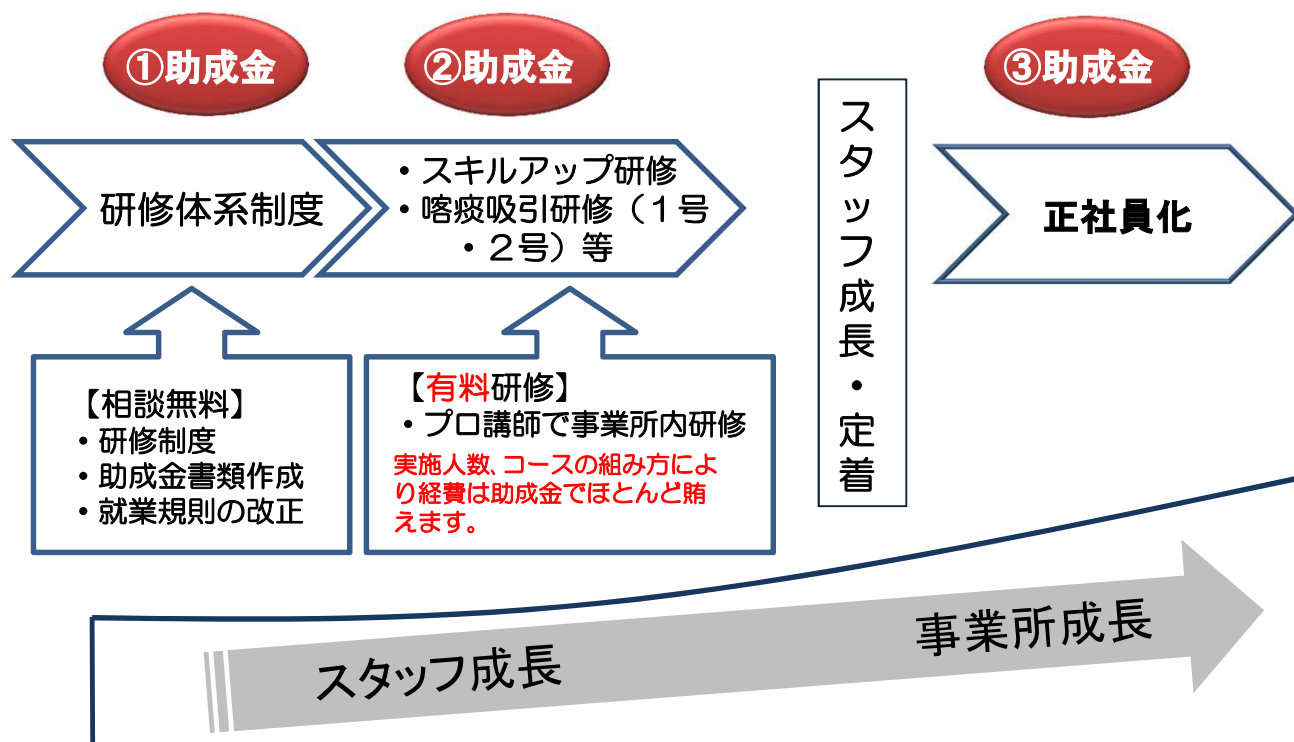 ①助成金
②助成金
③助成金
研修体系制度
・スキルアップ研修
・喀痰吸引研修（１号
・２号）等
スタッフ成長・定着
正社員化
【相談無料】
・研修制度
・助成金書類作成
・就業規則の改正
【有料研修】
・プロ講師で事業所内研修
実施人数、コースの組み方によ
り経費は助成金でほとんど賄
えます。
スタッフ成長
事業所成長